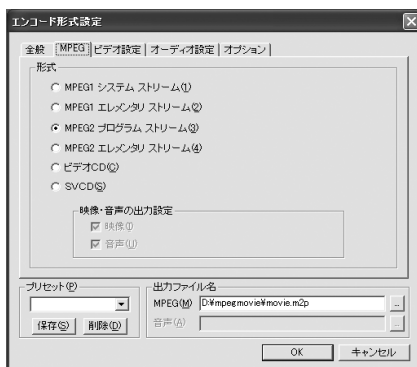 エンコード形式設定
全般 MPEG ビデオ設定 オーディオ設定 オプション
形式
MPEG1 システム ストリーム(1)
MPEG1 エレメンタリ ストリーム(2)
MPEG2 プログラム ストリーム(3)
MPEG2 エレメンタリ ストリーム(4)
ビデオCD(C)
SVCD(S)
映像・音声の出力設定
映像(I)
音声(U)
プリセット(P)
保存(S) 削除(D)
出力ファイル名
MPEG(M) D:¥mpegmovie¥movie.m2p ...
音声(A) ...
OK キャンセル